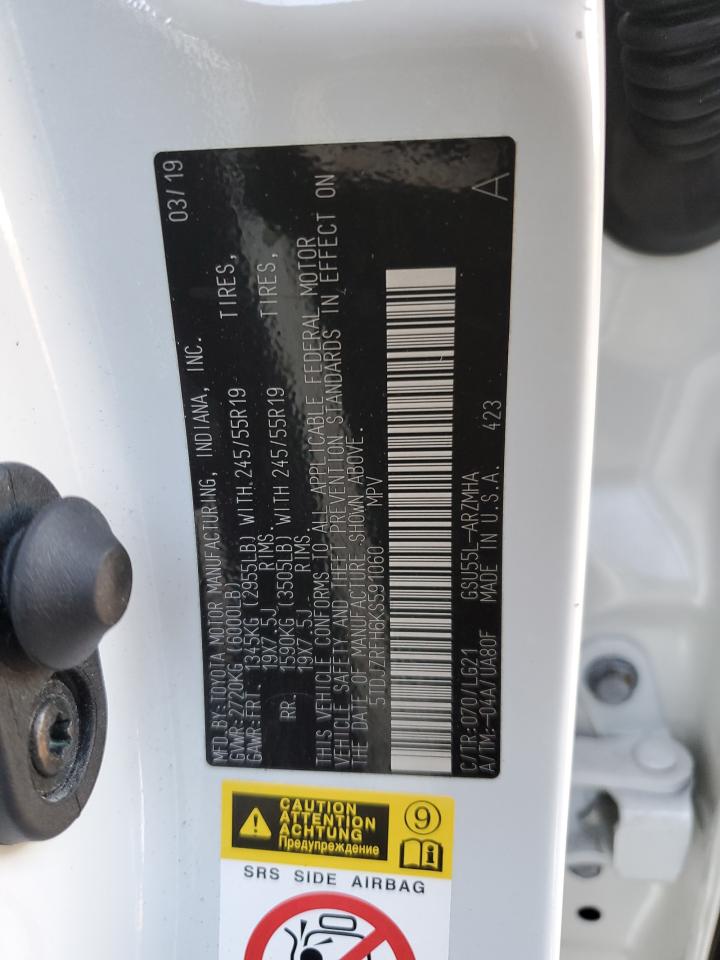 MFD.BY:TOYOTA MOTOR MANUFACTURING, INDIANA, INC. 03/19
GVWR:2720KG (6000LB)
GAWR:FRT. 1345KG (2955LB) WITH 245/55R19 TIRES,
19X7.5J RIMS.
RR. 1590KG (3505LB) WITH 245/55R19 TIRES,
19X7.5J RIMS.
THIS VEHICLE CONFORMS TO ALL APPLICABLE FEDERAL MOTOR
VEHICLE SAFETY AND THEFT PREVENTION STANDARDS IN EFFECT ON
THE DATE OF MANUFACTURE SHOWN ABOVE.
5TDJZRFH6KS591060 MPV A
C/TR:070/LG21 GSU55L-ARZMHA
A/TM:-04A/UA80F MADE IN U.S.A. 423
CAUTION
ATTENTION
ACHTUNG
Предупреждение
9
i
SRS SIDE AIRBAG